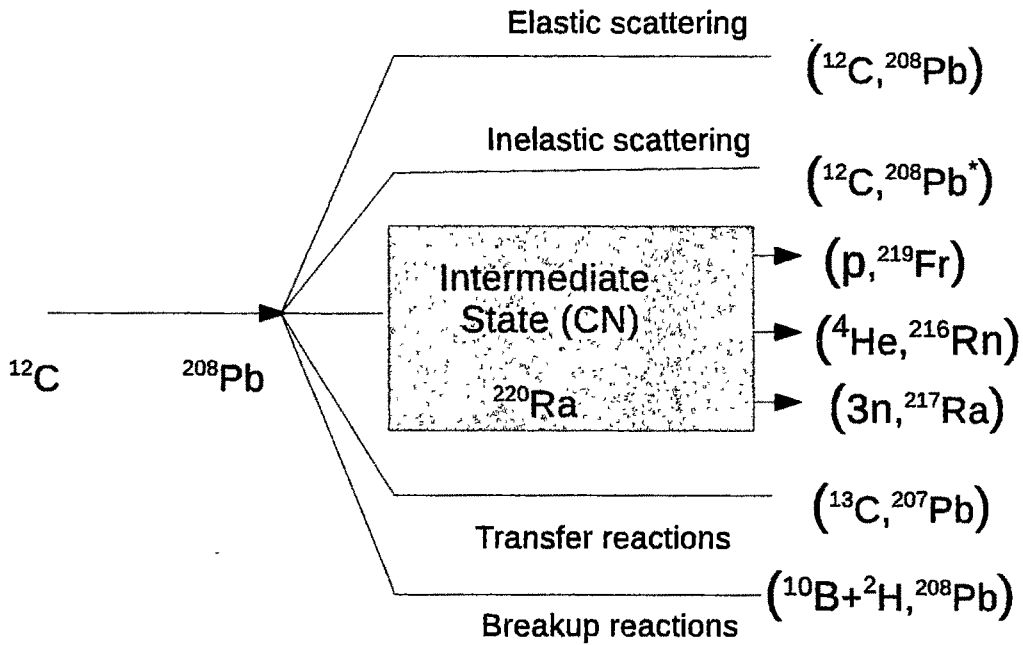 Elastic scattering
(¹²C,²⁰⁸Pb)
Inelastic scattering
(¹²C,²⁰⁸Pb*)
Intermediate
State (CN)
²²⁰Ra
(p,²¹⁹Fr)
(⁴He,²¹⁶Rn)
(3n,²¹⁷Ra)
¹²C
²⁰⁸Pb
(¹³C,²⁰⁷Pb)
Transfer reactions
(¹⁰B+²H,²⁰⁸Pb)
Breakup reactions